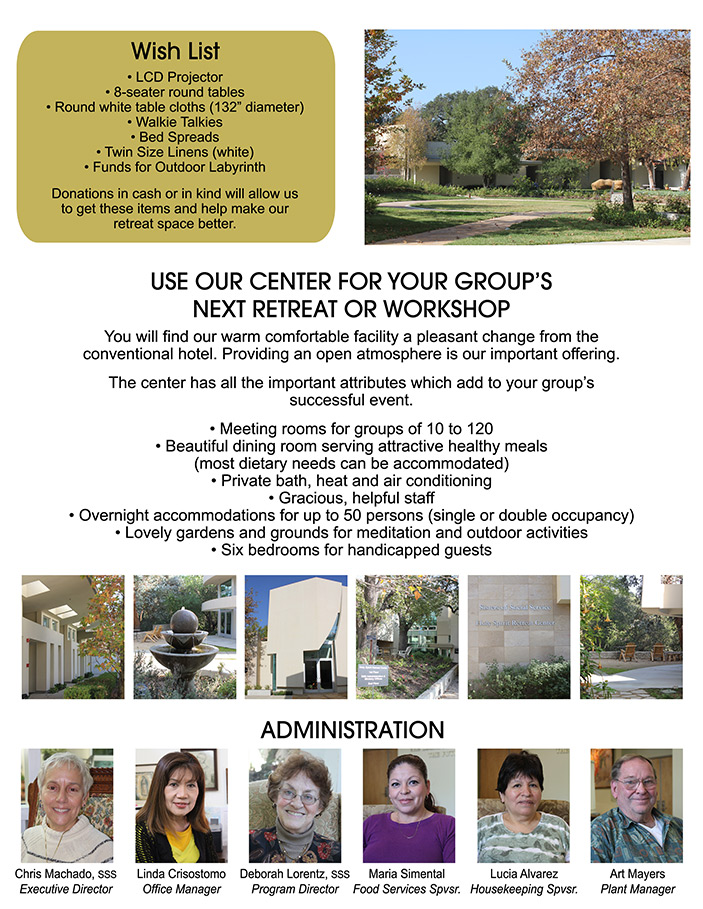 Wish List
• LCD Projector
• 8-seater round tables
• Round white table cloths (132” diameter)
• Walkie Talkies
• Bed Spreads
• Twin Size Linens (white)
• Funds for Outdoor Labyrinth
Donations in cash or in kind will allow us
to get these items and help make our
retreat space better.
USE OUR CENTER FOR YOUR GROUP’S
NEXT RETREAT OR WORKSHOP
You will find our warm comfortable facility a pleasant change from the
conventional hotel. Providing an open atmosphere is our important offering.
The center has all the important attributes which add to your group’s
successful event.
• Meeting rooms for groups of 10 to 120
• Beautiful dining room serving attractive healthy meals
(most dietary needs can be accommodated)
• Private bath, heat and air conditioning
• Gracious, helpful staff
• Overnight accommodations for up to 50 persons (single or double occupancy)
• Lovely gardens and grounds for meditation and outdoor activities
• Six bedrooms for handicapped guests
Sisters of Social Service
Holy Spirit Retreat Center
ADMINISTRATION
Chris Machado, SSS
Executive Director
Linda Crisostomo
Office Manager
Deborah Lorentz, SSS
Program Director
Maria Simental
Food Services Spvsr.
Lucia Alvarez
Housekeeping Spvsr.
Art Mayers
Plant Manager